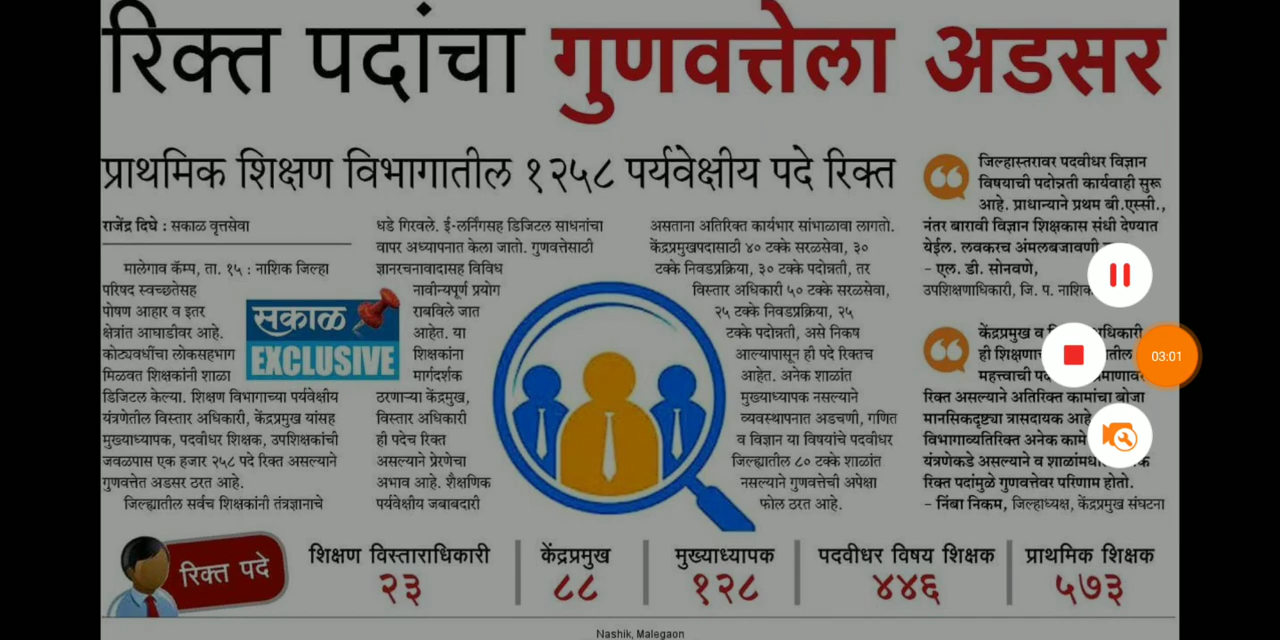 रिक्त पदांचा गुणवत्तेला अडसर
प्राथमिक शिक्षण विभागातील १२५८ पर्यवेक्षीय पदे रिक्त
राजेंद्र दिघे : सकाळ वृत्तसेवा
मालेगाव कॅम्प, ता. १५ : नाशिक जिल्हा
परिषद स्वच्छतेसह
पोषण आहार व इतर
क्षेत्रांत आघाडीवर आहे.
कोट्यवधींचा लोकसहभाग
मिळवत शिक्षकांनी शाळा
डिजिटल केल्या. शिक्षण विभागाच्या पर्यवेक्षीय
यंत्रणेतील विस्तार अधिकारी, केंद्रप्रमुख यांसह
मुख्याध्यापक, पदवीधर शिक्षक, उपशिक्षकांची
जवळपास एक हजार २५८ पदे रिक्त असल्याने
गुणवत्तेत अडसर ठरत आहे.
जिल्ह्यातील सर्वच शिक्षकांनी तंत्रज्ञानाचे
सकाळ
EXCLUSIVE
धडे गिरवले. ई-लर्निंगसह डिजिटल साधनांचा
वापर अध्यापनात केला जातो. गुणवत्तेसाठी
ज्ञानरचनावादासह विविध
नावीन्यपूर्ण प्रयोग
राबविले जात
आहेत. या
शिक्षकांना
मार्गदर्शक
ठरणाऱ्या केंद्रमुख,
विस्तार अधिकारी
ही पदेच रिक्त
असल्याने प्रेरणेचा
अभाव आहे. शैक्षणिक
पर्यवेक्षीय जबाबदारी
असताना अतिरिक्त कार्यभार सांभाळावा लागतो.
केंद्रप्रमुखपदासाठी ४० टक्के सरळसेवा, ३०
टक्के निवडप्रक्रिया, ३० टक्के पदोन्नती, तर
विस्तार अधिकारी ५० टक्के सरळसेवा,
२५ टक्के निवडप्रक्रिया, २५
टक्के पदोन्नती, असे निकष
आल्यापासून ही पदे रिक्तच
आहेत. अनेक शाळांत
मुख्याध्यापक नसल्याने
व्यवस्थापनात अडचणी, गणित
व विज्ञान या विषयांचे पदवीधर
जिल्ह्यातील ८० टक्के शाळांत
नसल्याने गुणवत्तेची अपेक्षा
फोल ठरत आहे.
जिल्हास्तरावर पदवीधर विज्ञान
विषयाची पदोन्नती कार्यवाही सुरू
आहे. प्राधान्याने प्रथम बी.एस्सी.,
नंतर बारावी विज्ञान शिक्षकास संधी देण्यात
येईल. लवकरच अंमलबजावणी
- एल. डी. सोनवणे,
उपशिक्षणाधिकारी, जि. प. नाशिक
केंद्रप्रमुख व अधिकारी
ही
महत्त्वाची
रिक्त असल्याने अतिरिक्त कामांचा बोजा
मानसिकदृष्ट्या त्रासदायक आहे
विभागाव्यतिरिक्त अनेक कामे
यंत्रणेकडे असल्याने व
रिक्त पदांमुळे गुणवत्तेवर परिणाम होतो.
- निंबा निकम, जिल्हाध्यक्ष, केंद्रप्रमुख संघटना
03:01
रिक्त पदे
शिक्षण विस्ताराधिकारी केंद्रप्रमुख मुख्याध्यापक पदवीधर विषय शिक्षक प्राथमिक शिक्षक
२३ ८८ १२८ ४४६ ५७३
Nashik, Malegaon